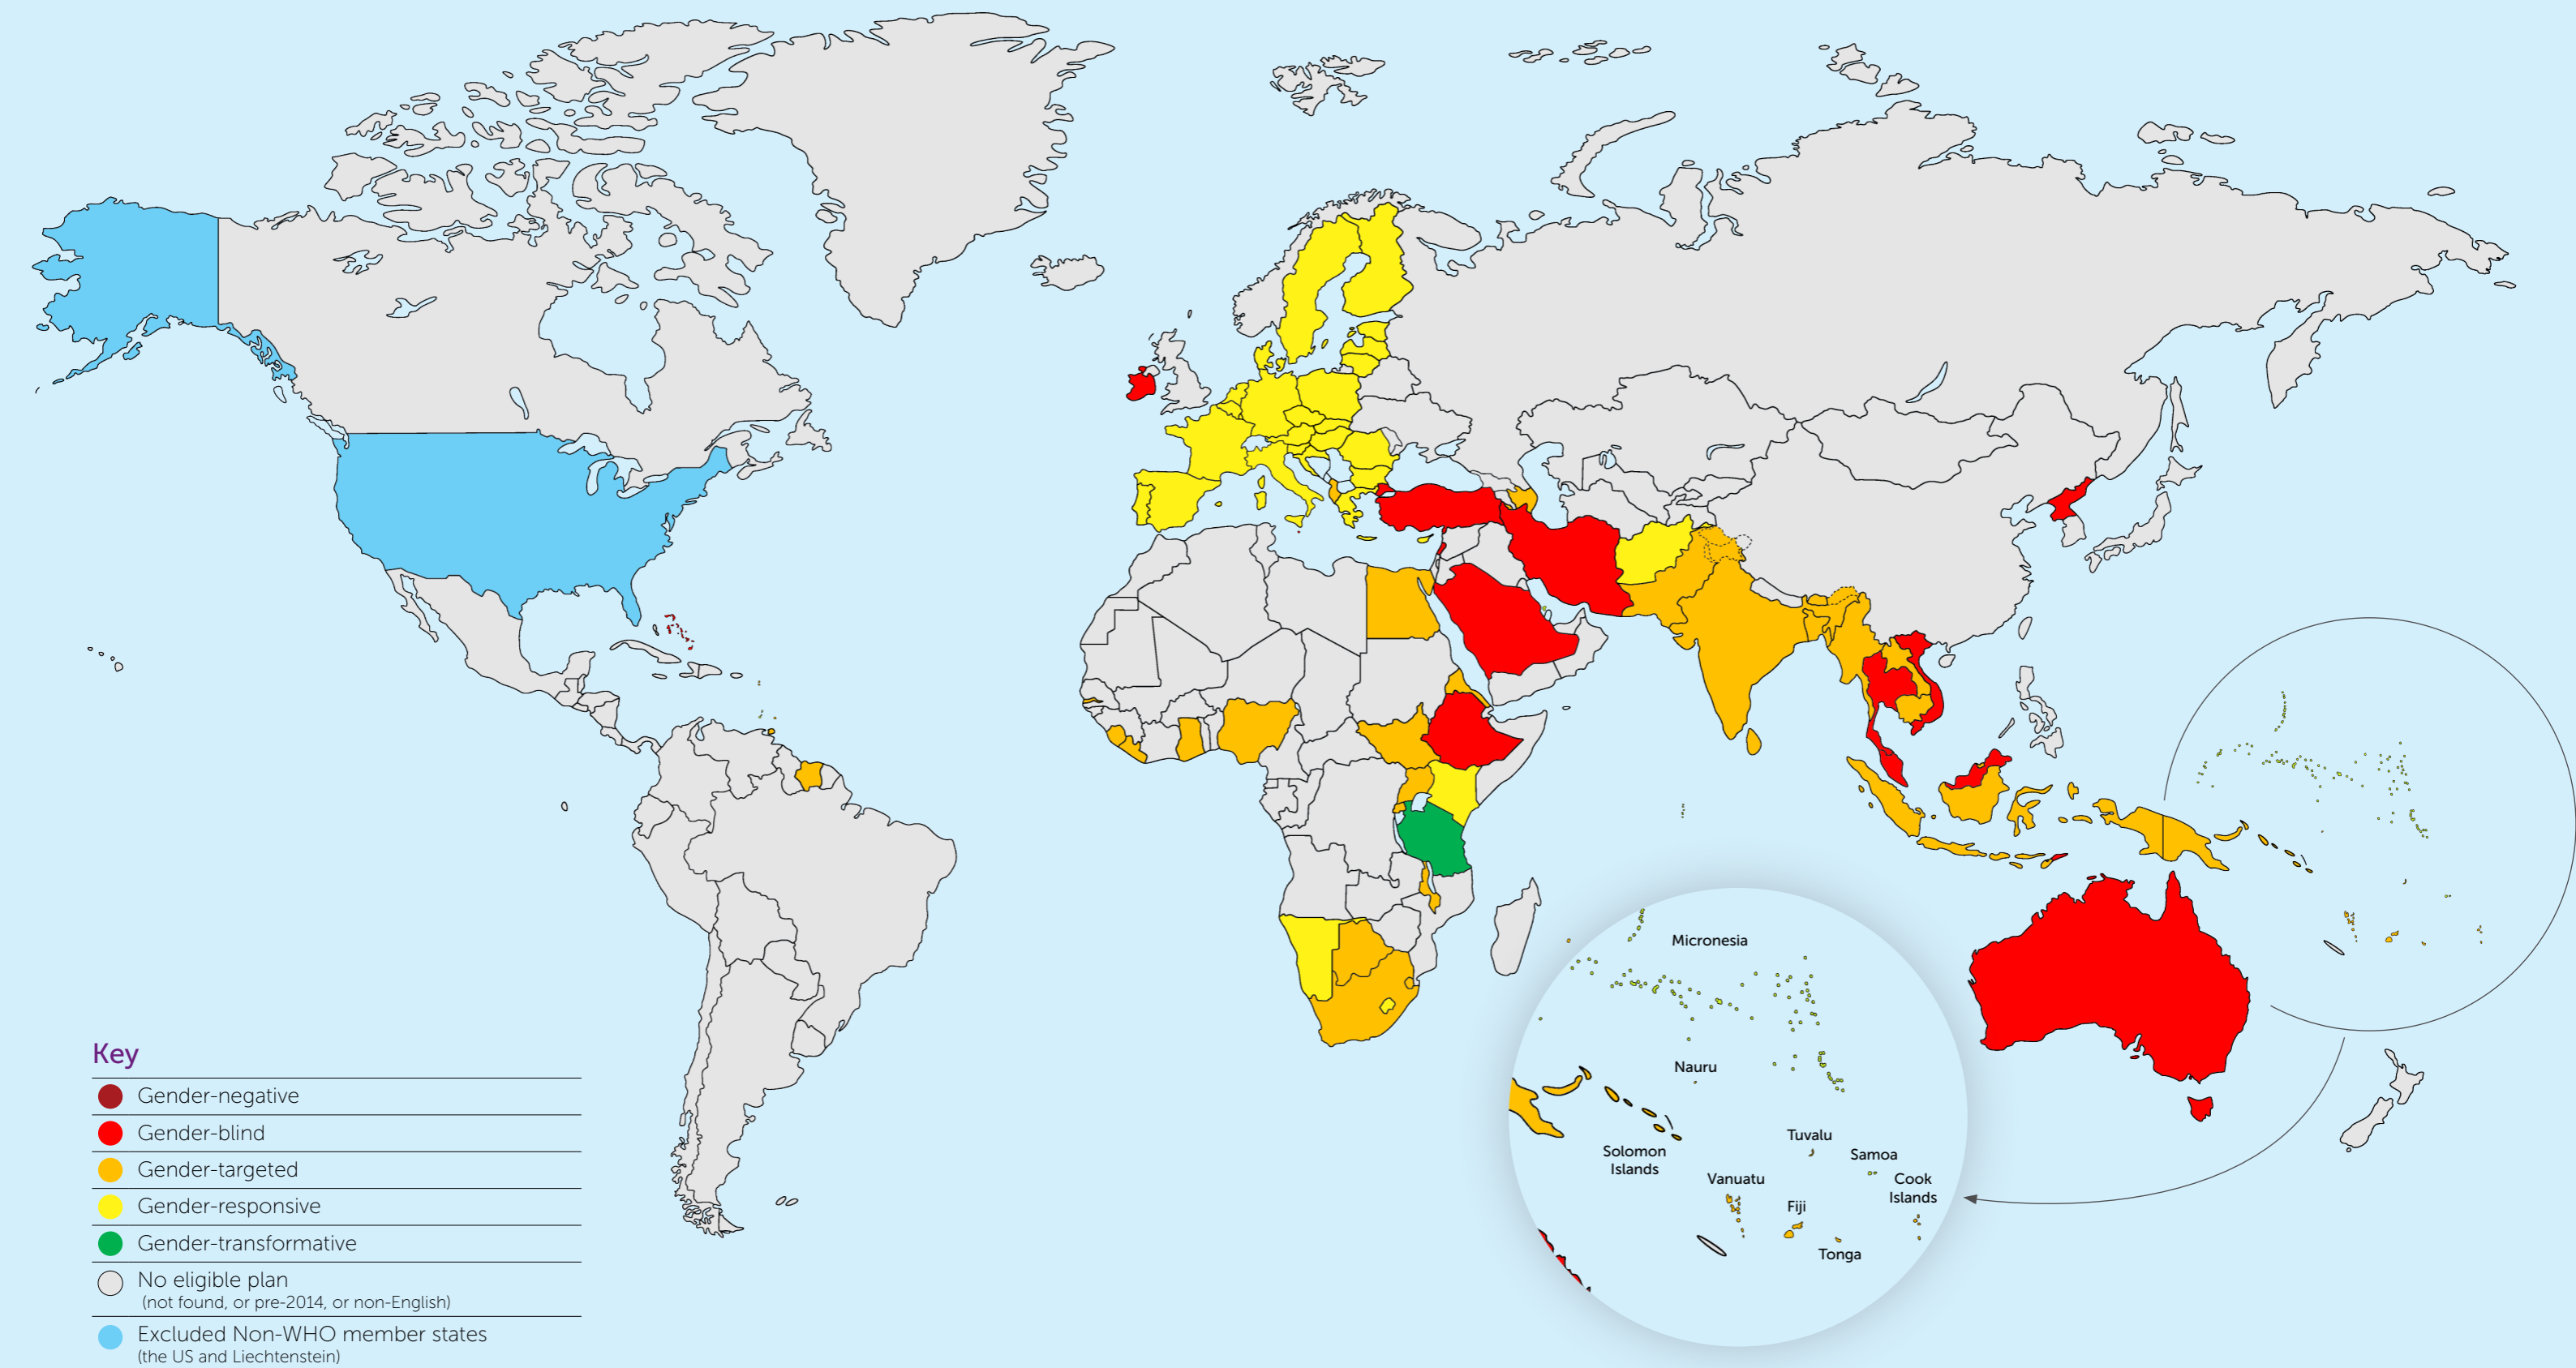 Micronesia
Nauru
Solomon
Islands
Tuvalu
Samoa
Vanuatu
Cook
Islands
Fiji
Tonga
Key
Gender-negative
Gender-blind
Gender-targeted
Gender-responsive
Gender-transformative
No eligible plan
(not found, or pre-2014, or non-English)
Excluded Non-WHO member states
(the US and Liechtenstein)